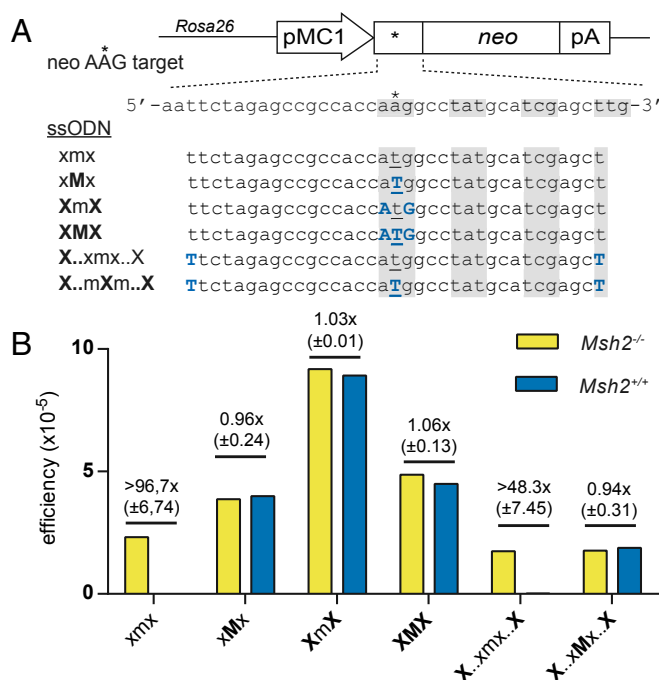 A
Rosa26
pMC1
*
neo
pA
*
neo AAG target
*
5'-aattctagagccgccaccaaggcctatgcatcgagcttg-3'
ssODN
xmx ttctagagccgccaccatggcctatgcatcgagct
xMx ttctagagccgccaccaTggcctatgcatcgagct
XmX ttctagagccgccaccAtGgcctatgcatcgagct
XMX ttctagagccgccaccATGgcctatgcatcgagct
X..xmx..X TtctagagccgccaccatggcctatgcatcgagcT
X..mXm..X TtctagagccgccaccATggcctatgcatcgagcT
B
efficiency (x10-5)
10
5
0
>96,7x
(±6,74)
0.96x
(±0.24)
1.03x
(±0.01)
1.06x
(±0.13)
>48.3x
(±7.45)
0.94x
(±0.31)
Msh2-/-
Msh2+/+
xmx
xMx
XmX
XMX
X..xmx..X
X..xMx..X